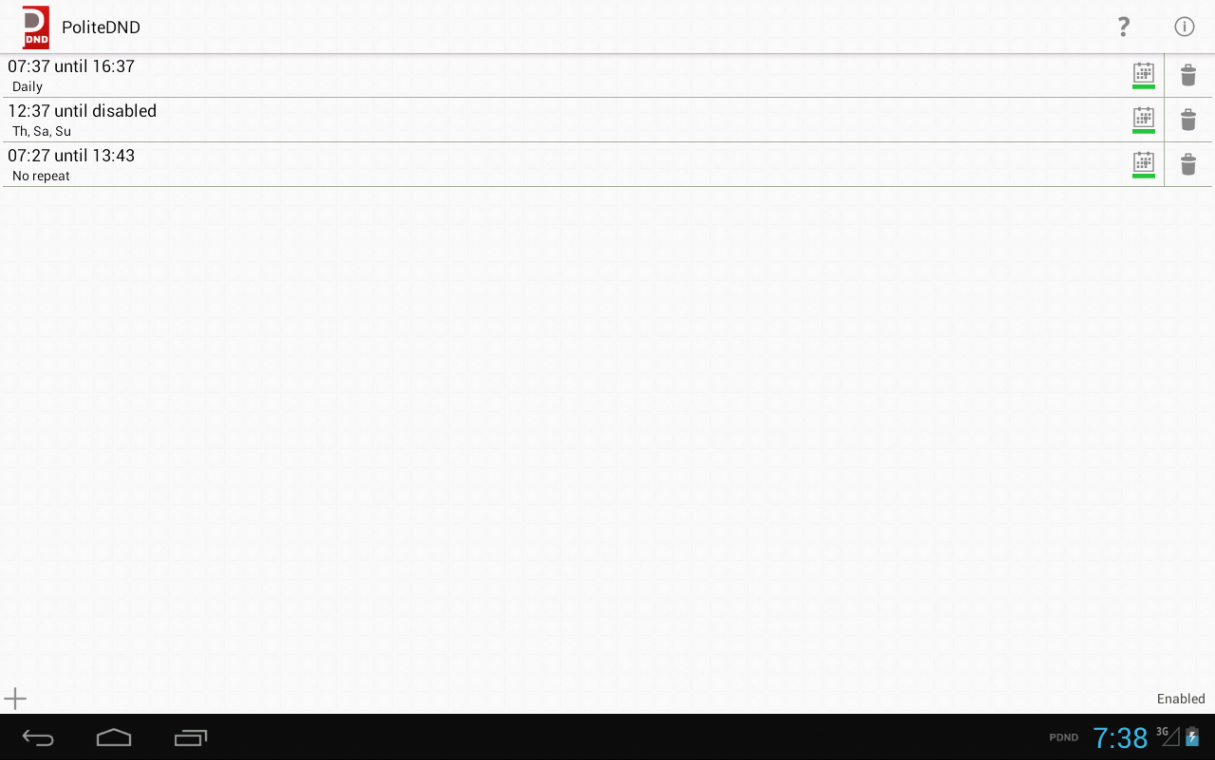 DND
PoliteDND
?
07:37 until 16:37
Daily
12:37 until disabled
Th, Sa, Su
07:27 until 13:43
No repeat
Enabled
PDND 7:38 3G